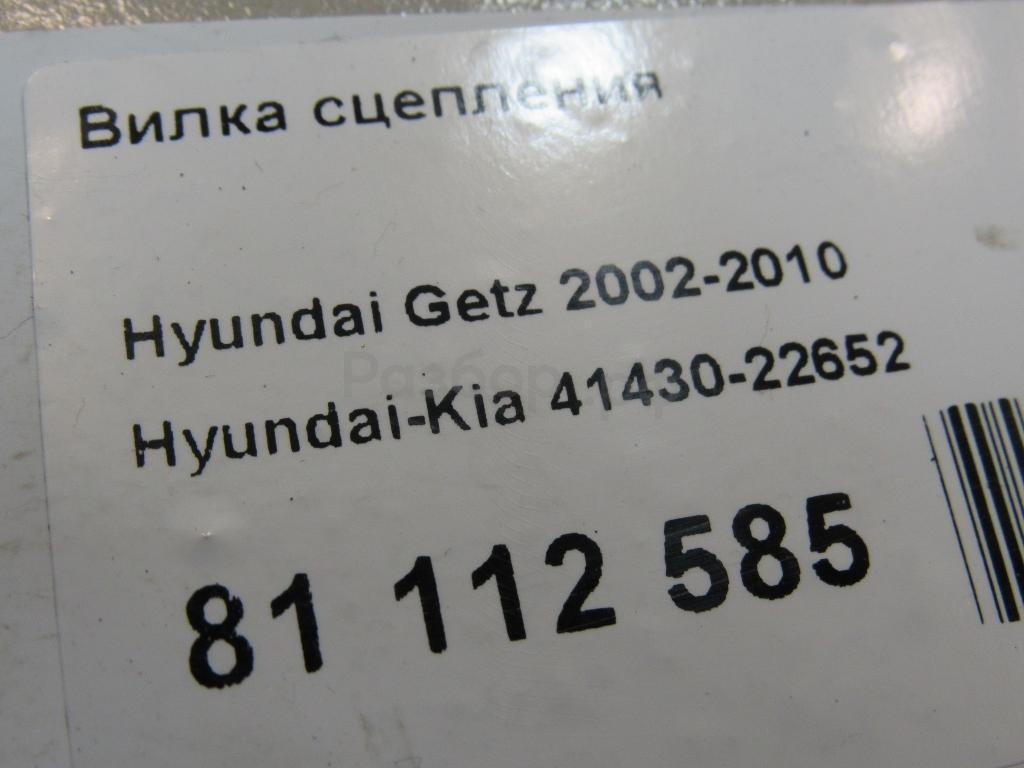 Вилка сцепления
Hyundai Getz 2002-2010
Hyundai-Kia 41430-22652
81 112 585